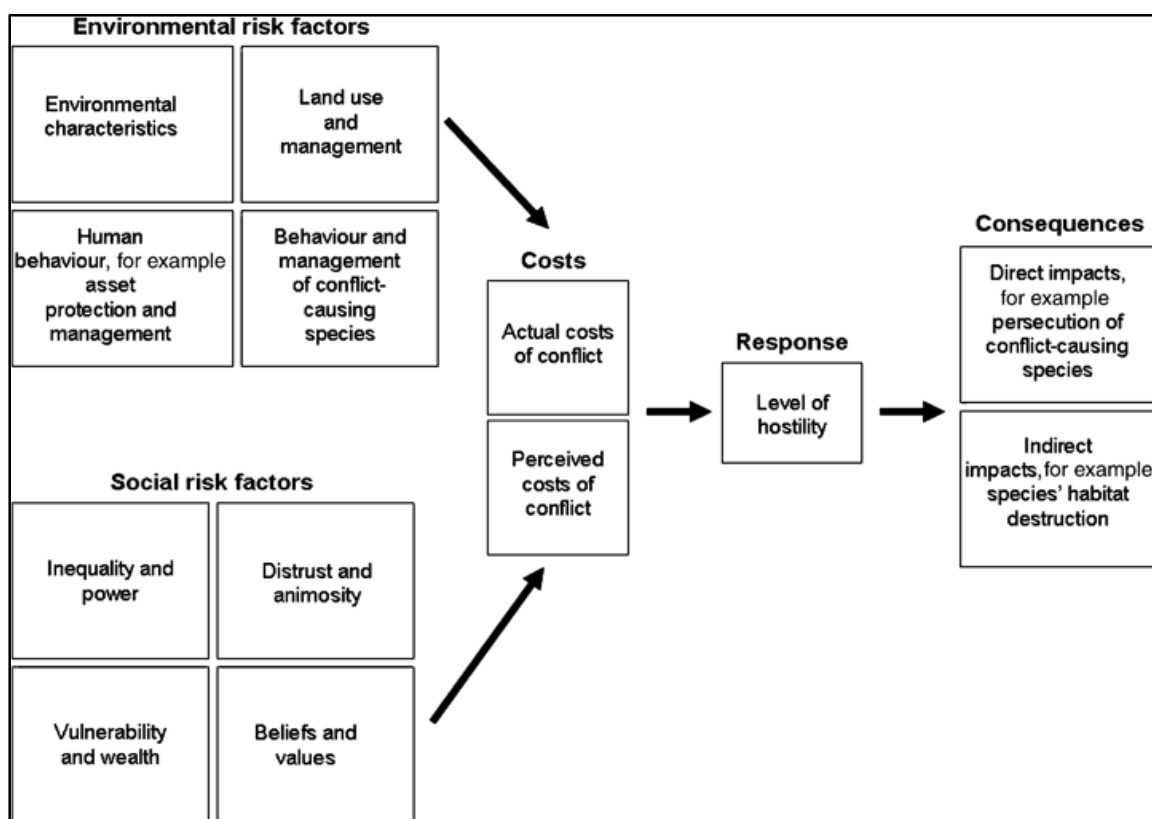 Environmental risk factors
Environmental
characteristics
Land use
and
management
Human
behaviour, for example
asset
protection and
management
Behaviour and
management
of conflict-
causing
species
Social risk factors
Inequality and
power
Distrust and
animosity
Vulnerability
and wealth
Beliefs and
values
Costs
Actual costs
of conflict
Perceived
costs of
conflict
Response
Level of
hostility
Consequences
Direct impacts,
for example
persecution of
conflict-causing
species
Indirect
impacts, for example
species' habitat
destruction